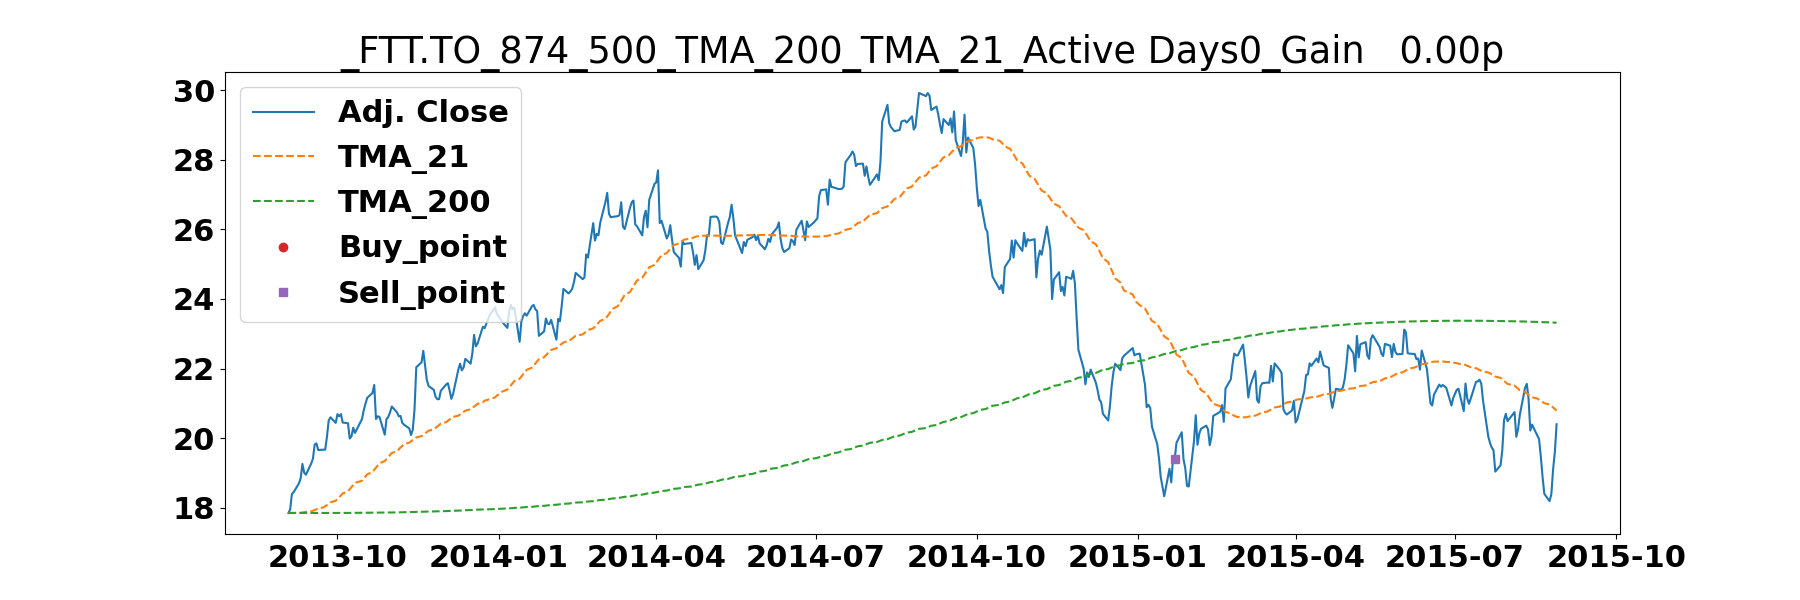 _FTT.TO_874_500_TMA_200_TMA_21_Active Days0_Gain   0.00p
30
28
26
24
22
20
18
Adj. Close
TMA_21
TMA_200
Buy_point
Sell_point
2013-10 2014-01 2014-04 2014-07 2014-10 2015-01 2015-04 2015-07 2015-10